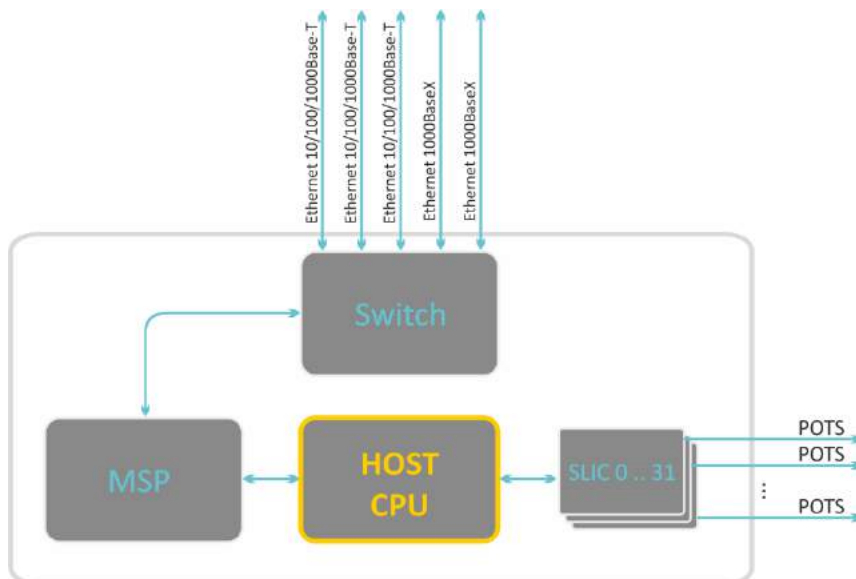 Ethernet 10/100/1000Base-T
Ethernet 10/100/1000Base-T
Ethernet 10/100/1000Base-T
Ethernet 1000BaseX
Ethernet 1000BaseX
Switch
MSP
HOST
CPU
SLIC 0 .. 31
POTS
POTS
...
POTS